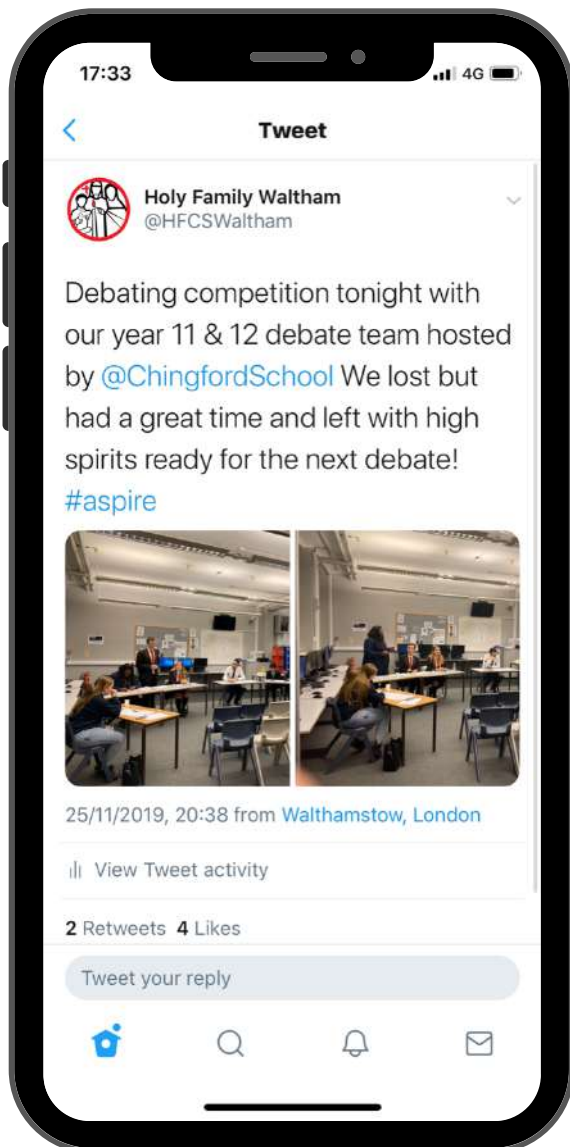 17:33
4G
Tweet
Holy Family Waltham
@HFCSWaltham
Debating competition tonight with
our year 11 & 12 debate team hosted
by @ChingfordSchool We lost but
had a great time and left with high
spirits ready for the next debate!
#aspire
25/11/2019, 20:38 from Walthamstow, London
View Tweet activity
2 Retweets 4 Likes
Tweet your reply